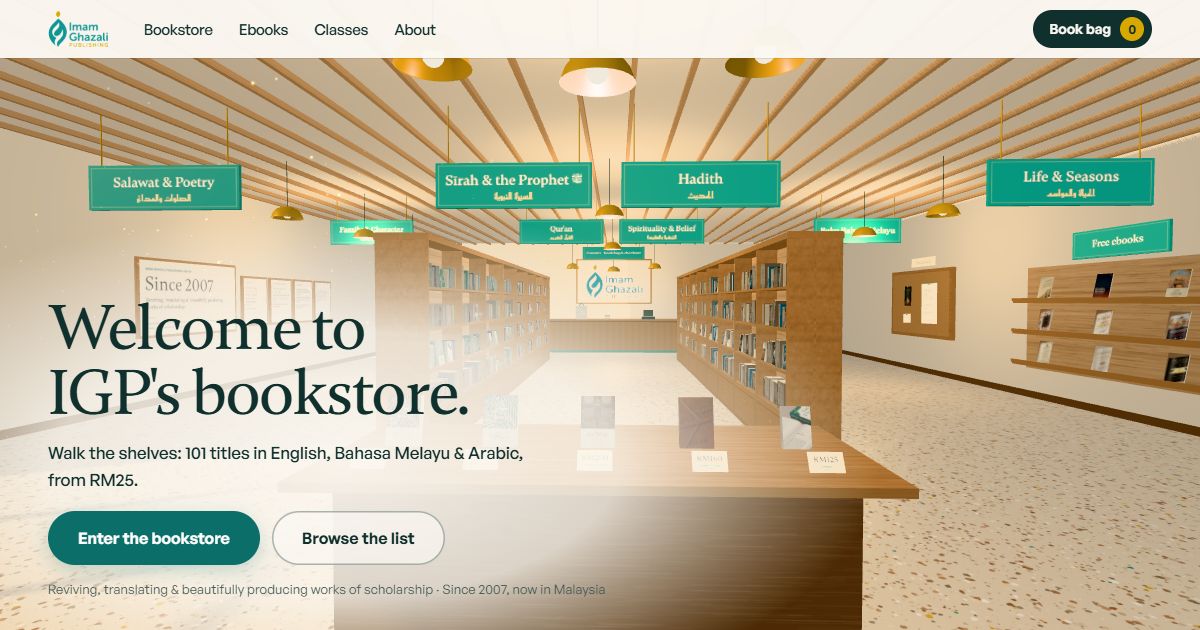 Imam
Ghazali
PUBLISHING
Bookstore
Ebooks
Classes
About
Book bag 0
Salawat & Poetry
Sīrah & the Prophet ﷺ
السيرة النبوية
Hadith
الحديث
Life & Seasons
Qur'an
Spirituality & Belief
Free ebooks
Since 2007
Imam
Ghazali
Welcome to
IGP's bookstore.
Walk the shelves: 101 titles in English, Bahasa Melayu & Arabic,
from RM25.
RM125
Enter the bookstore
Browse the list
Reviving, translating & beautifully producing works of scholarship · Since 2007, now in Malaysia